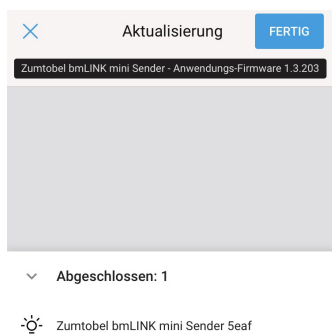 Aktualisierung
FERTIG
Zumtobel bmLINK mini Sender - Anwendungs-Firmware 1.3.203
Abgeschlossen: 1
Zumtobel bmLINK mini Sender 5eaf